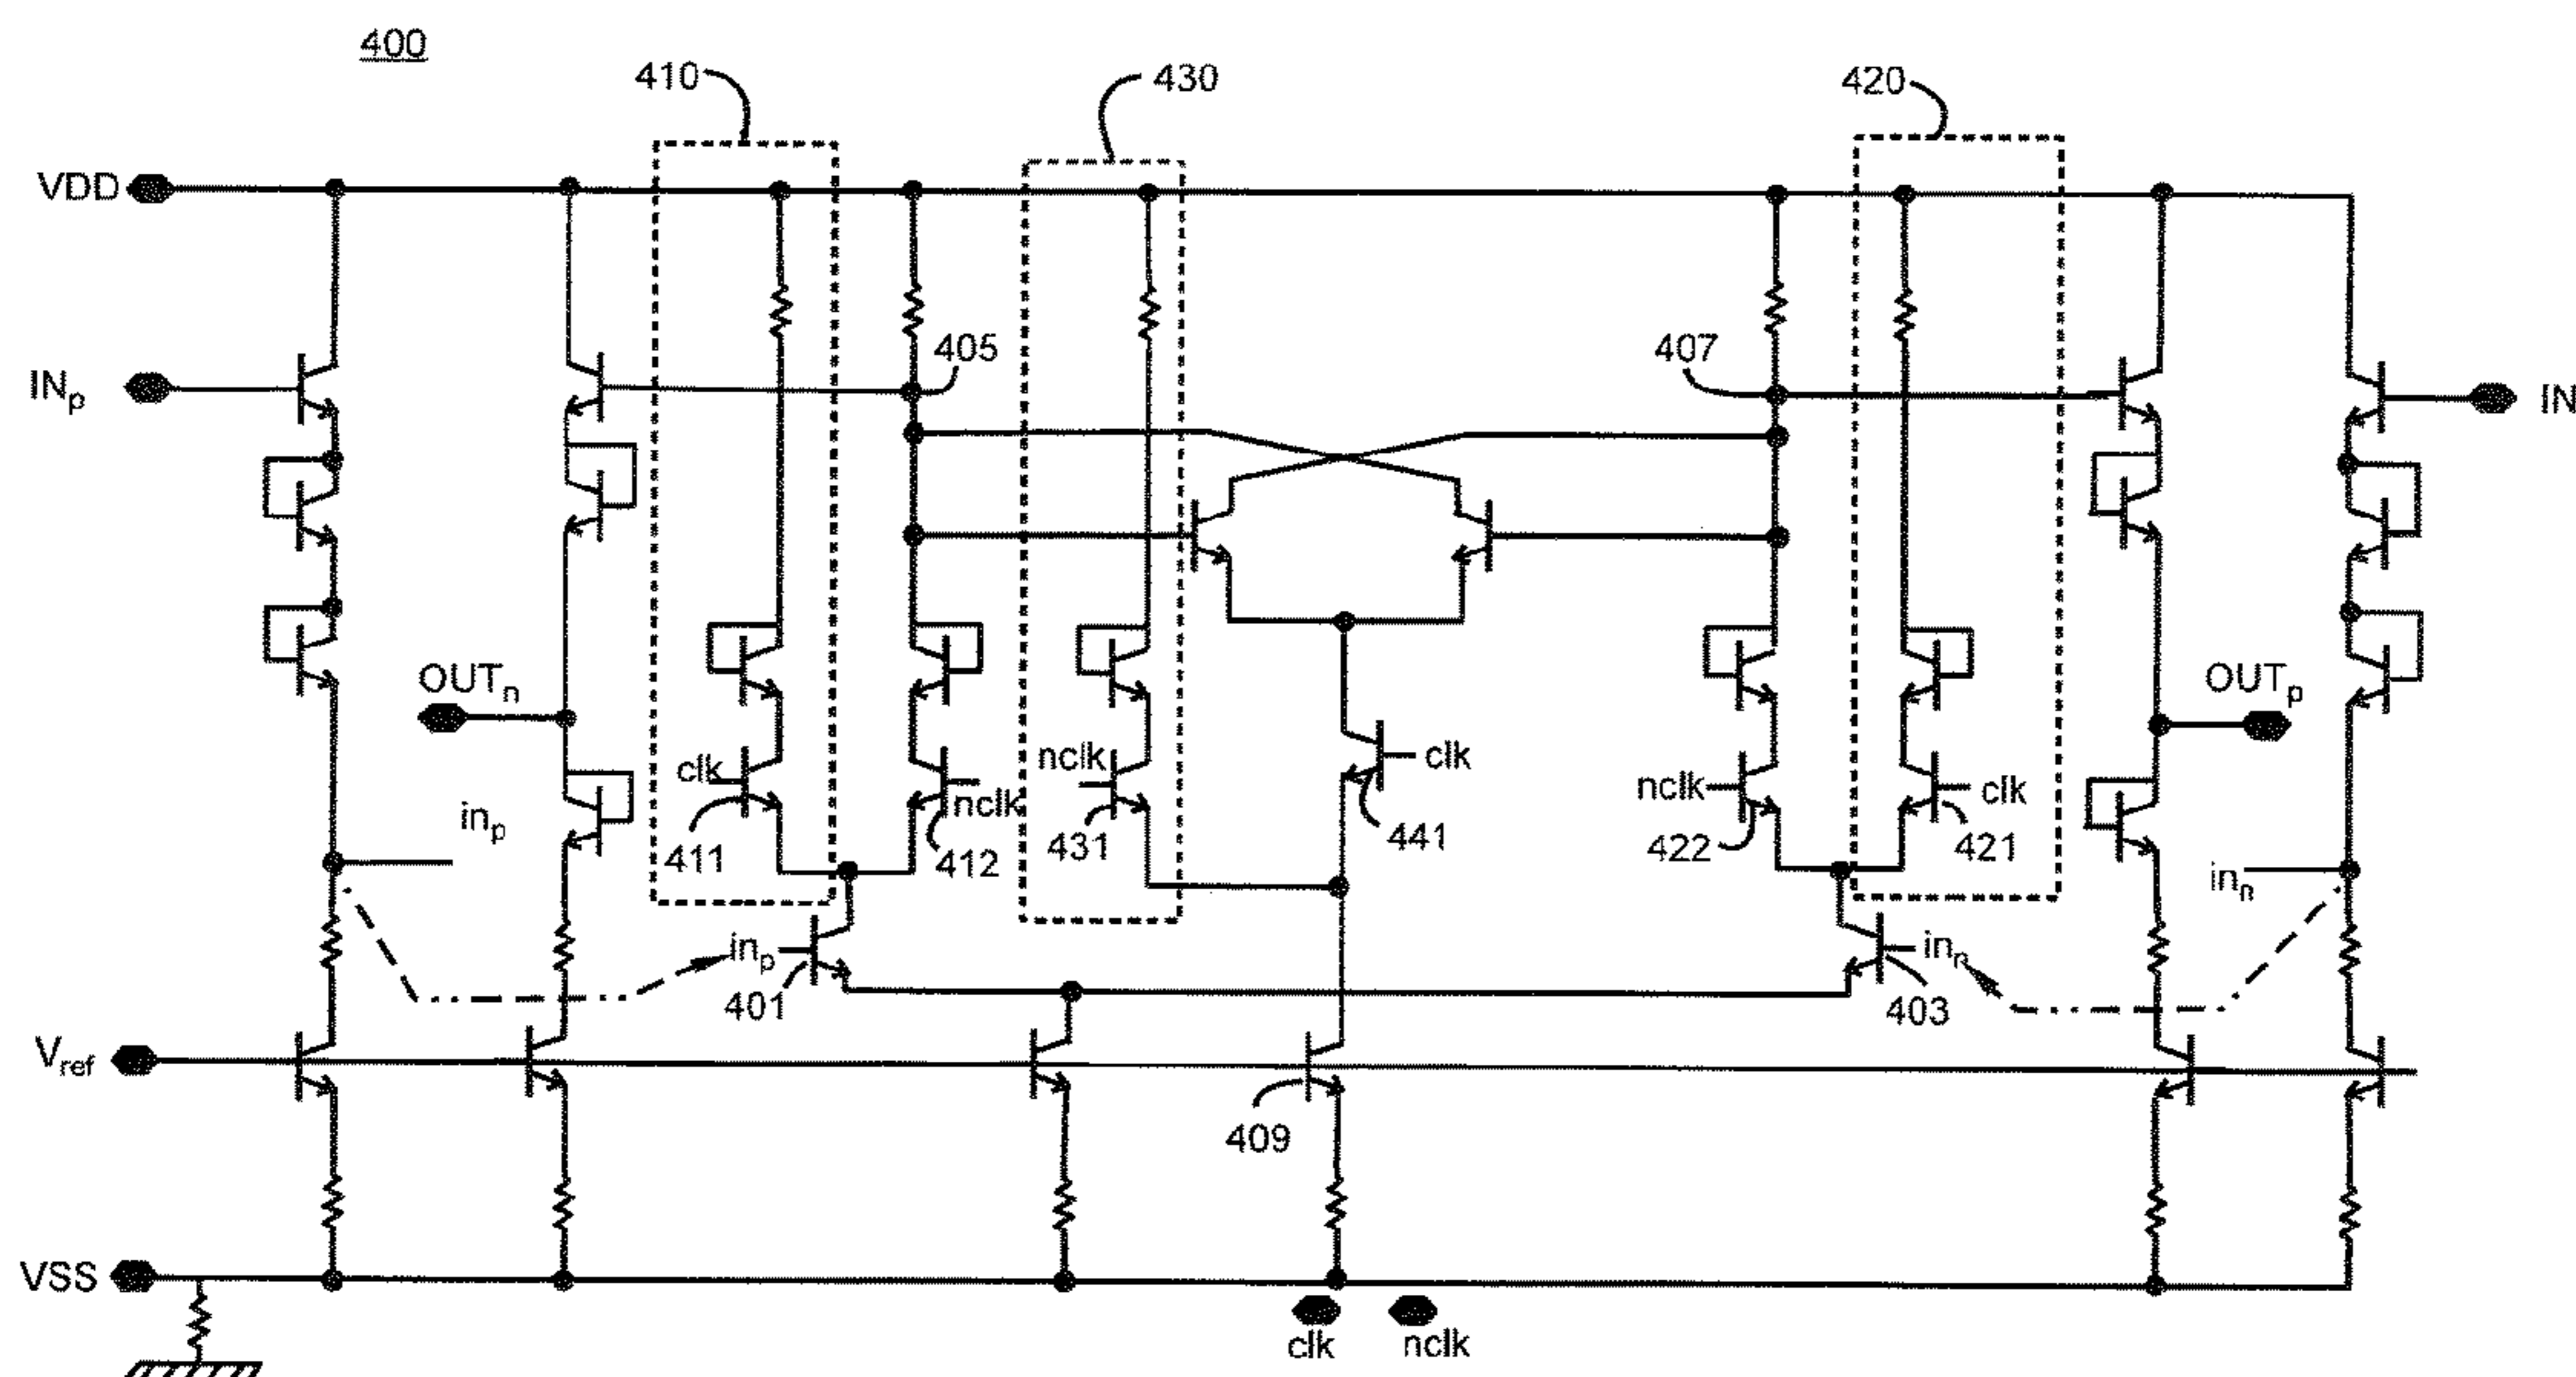 400
410
430
420
VDD
405
407
INp
IN
OUTn
OUTp
clk
nclk
nclk
clk
nclk
clk
inp
411
412
431
441
422
421
inn
inp
inn
401
403
Vref
409
VSS
clk
nclk